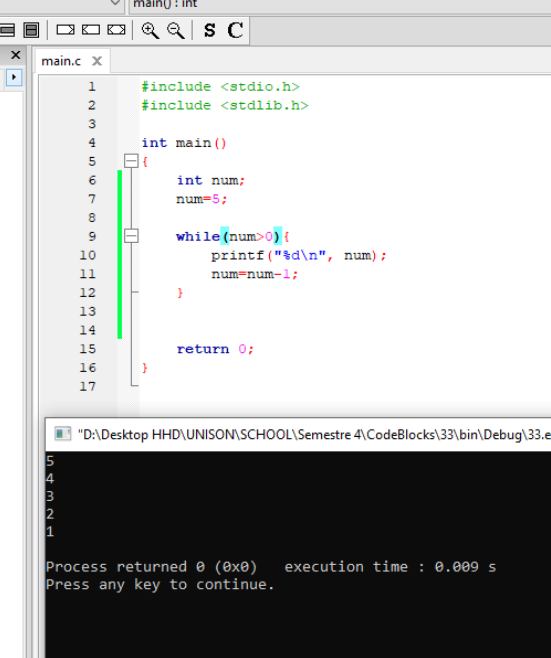 main() : int
S C
main.c X
1 #include <stdio.h>
2 #include <stdlib.h>
3
4 int main()
5 {
6 int num;
7 num=5;
8
9 while(num>0){
10 printf("%d\n", num);
11 num=num-1;
12 }
13
14
15 return 0;
16 }
17
"D:\Desktop HHD\UNISON\SCHOOL\Semestre 4\CodeBlocks\33\bin\Debug\33.e
5
4
3
2
1
Process returned 0 (0x0) execution time : 0.009 s
Press any key to continue.